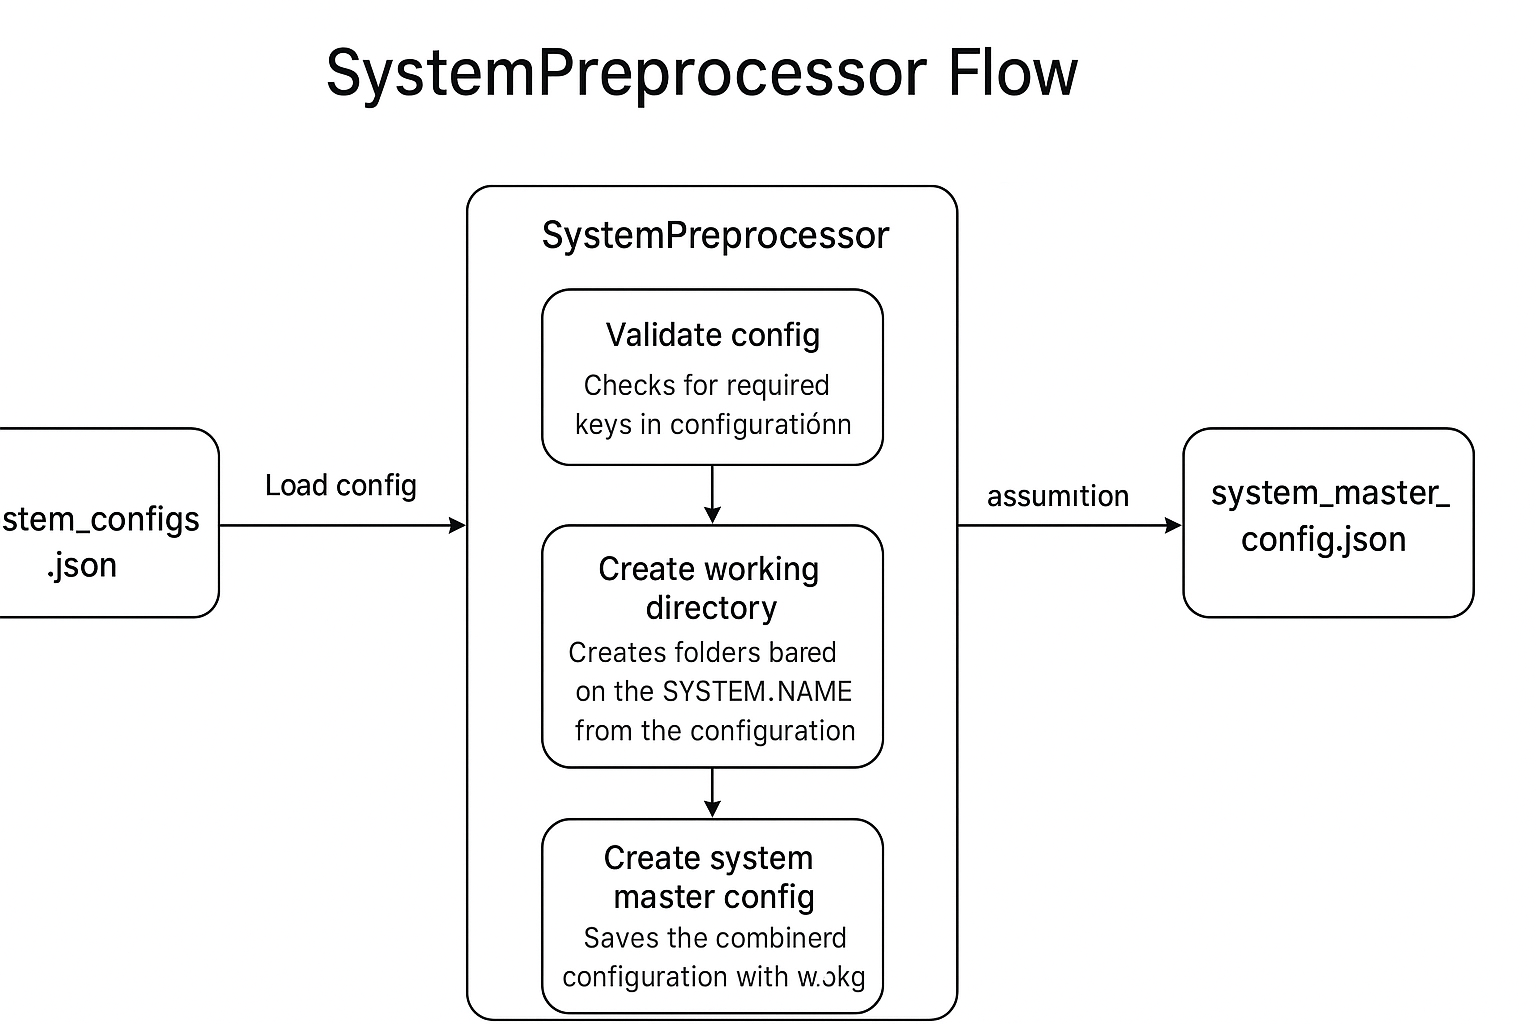 SystemPreprocessor Flow
SystemPreprocessor
Validate config
Checks for required
keys in configuratiónn
stem_configs
.json
Load config
Create working
directory
Creates folders bared
on the SYSTEM.NAME
from the configuration
Create system
master config
Saves the combinerd
configuration with
assumıtion
system_master_
config.json